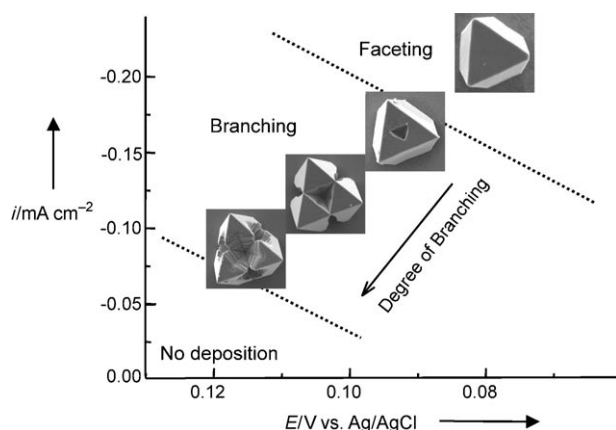 Faceting
-0.20
Branching
-0.15
i/mA cm⁻²
-0.10
Degree of Branching
-0.05
No deposition
0.00
0.12
0.10
0.08
E/V vs. Ag/AgCl